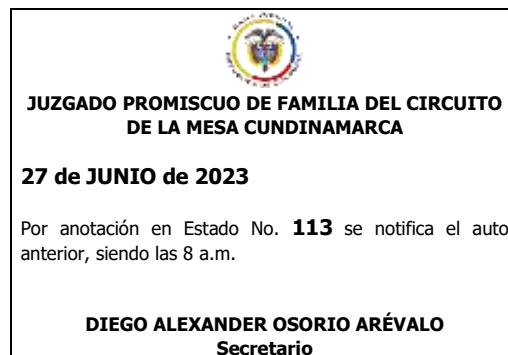 JUZGADO PROMISCUO DE FAMILIA DEL CIRCUITO
DE LA MESA CUNDINAMARCA
27 de JUNIO de 2023
Por anotación en Estado No. 113 se notifica el auto
anterior, siendo las 8 a.m.
DIEGO ALEXANDER OSORIO ARÉVALO
Secretario